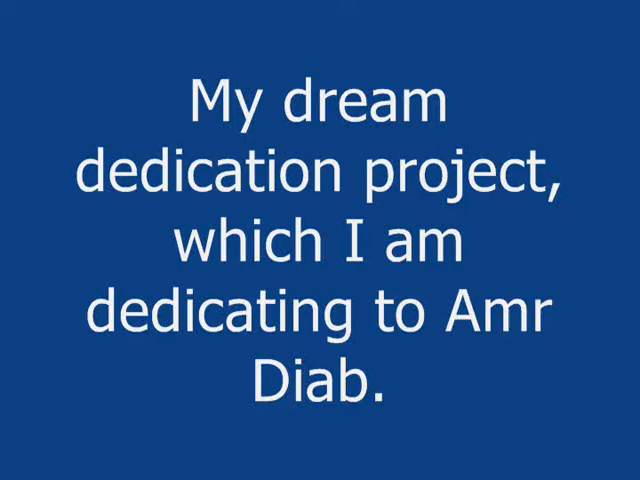 My dream
dedication project,
which I am
dedicating to Amr
Diab.